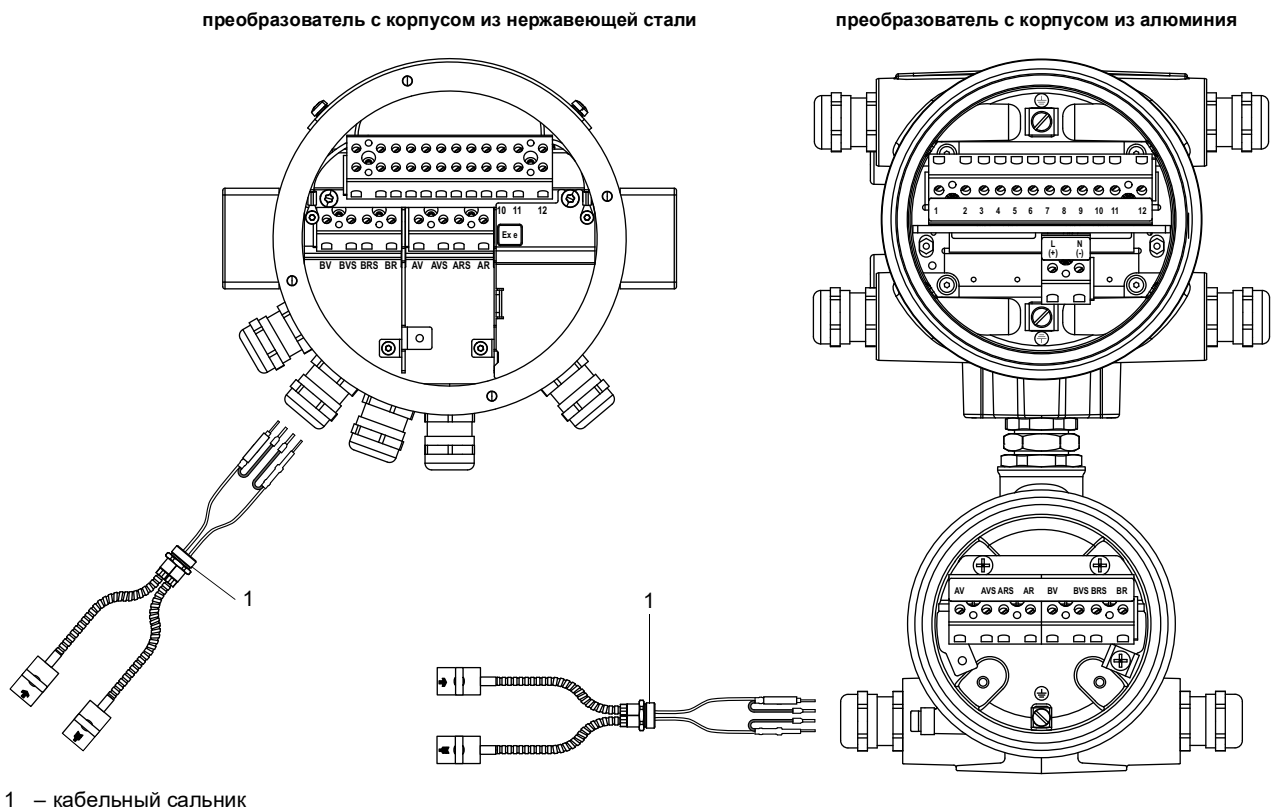 преобразователь с корпусом из нержавеющей стали
преобразователь с корпусом из алюминия
10 11 12
Ex e
BV BVS BRS BR AV AVS ARS AR
1 2 3 4 5 6 7 8 9 10 11 12
L N
(+) (-)
AV AVS ARS AR BV BVS BRS BR
1
1
1 – кабельный сальник